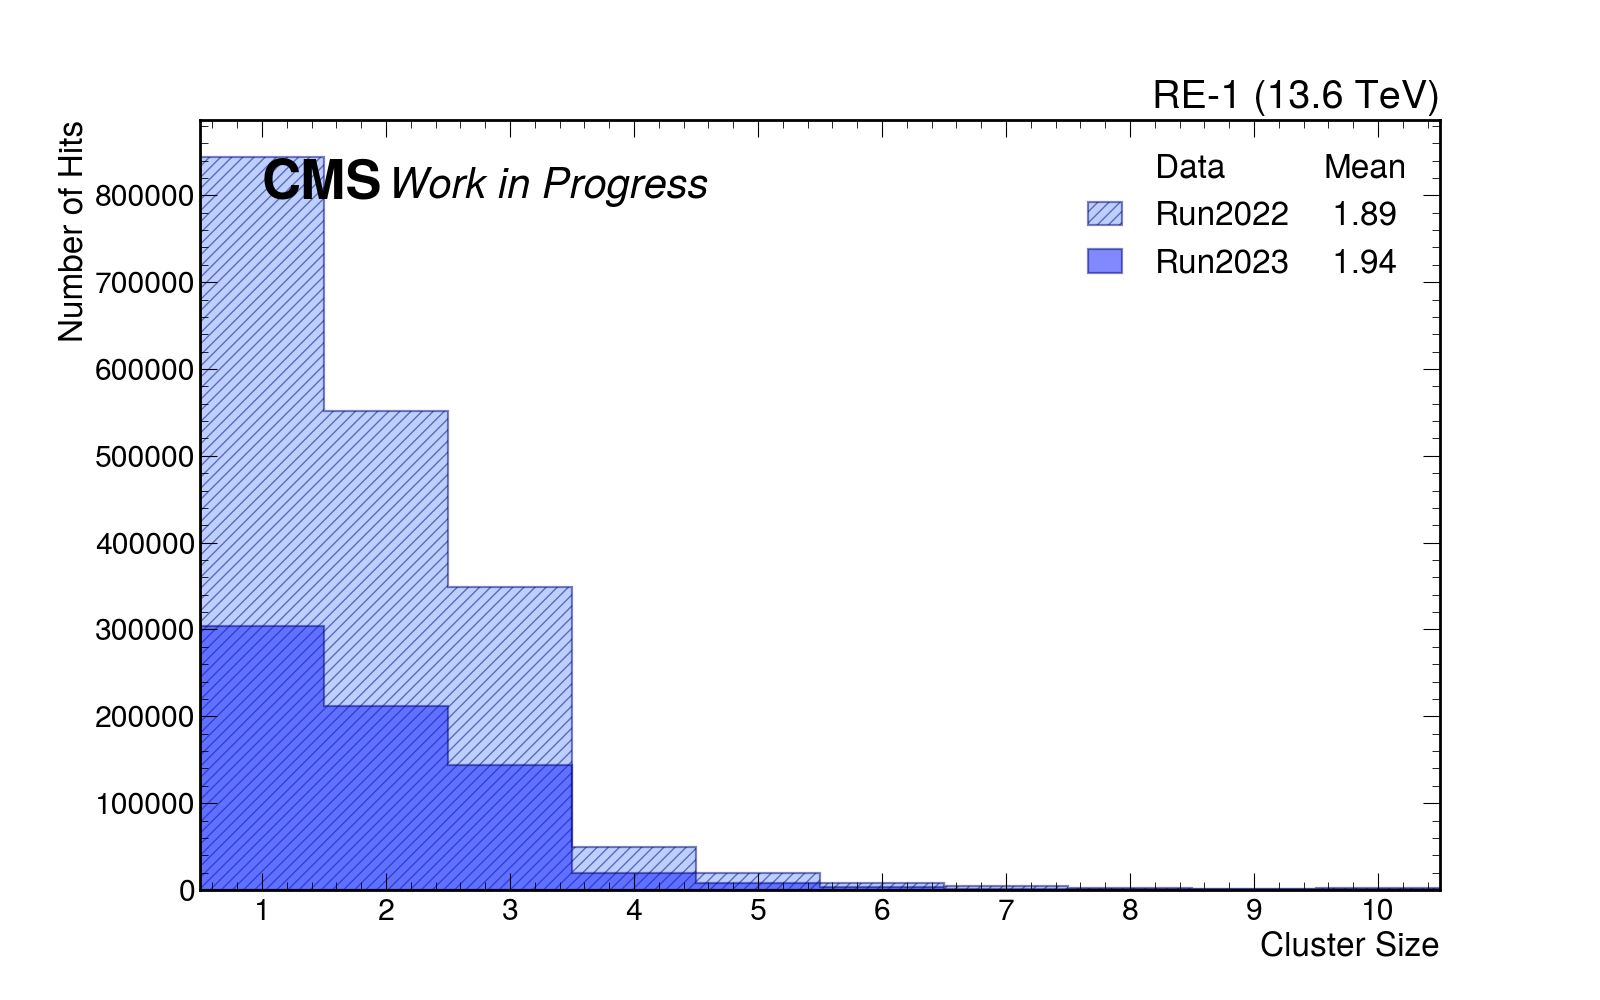 RE-1 (13.6 TeV)
CMS Work in Progress
Data Mean
Run2022 1.89
Run2023 1.94
Number of Hits
800000
700000
600000
500000
400000
300000
200000
100000
0
1 2 3 4 5 6 7 8 9 10
Cluster Size